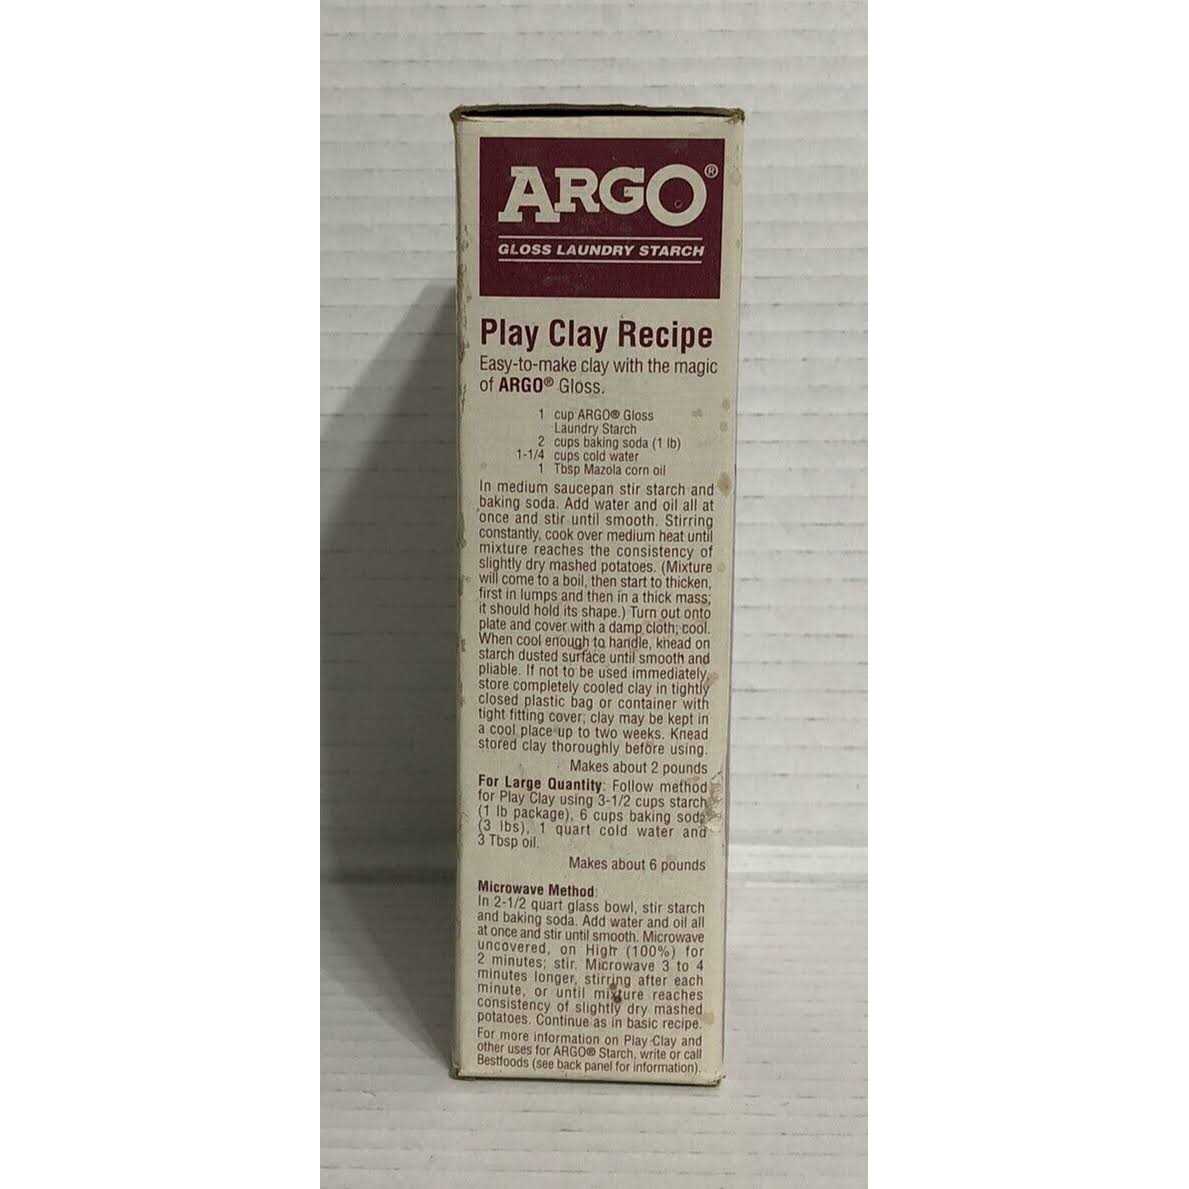 ARGO®
GLOSS LAUNDRY STARCH
Play Clay Recipe
Easy-to-make clay with the magic
of ARGO® Gloss.
1 cup ARGO® Gloss
Laundry Starch
2 cups baking soda (1 lb)
1-1/4 cups cold water
1 Tbsp Mazola corn oil
In medium saucepan stir starch and
baking soda. Add water and oil all at
once and stir until smooth. Stirring
constantly, cook over medium heat until
mixture reaches the consistency of
slightly dry mashed potatoes. (Mixture
will come to a boil, then start to thicken,
first in lumps and then in a thick mass;
it should hold its shape.) Turn out onto
plate and cover with a damp cloth; cool.
When cool enough to handle, knead on
starch dusted surface until smooth and
pliable. If not to be used immediately,
store completely cooled clay in tightly
closed plastic bag or container with
tight fitting cover; clay may be kept in
a cool place up to two weeks. Knead
stored clay thoroughly before using.
Makes about 2 pounds
For Large Quantity: Follow method
for Play Clay using 3-1/2 cups starch
(1 lb package), 6 cups baking soda
(3 lbs), 1 quart cold water and
3 Tbsp oil.
Makes about 6 pounds
Microwave Method:
In 2-1/2 quart glass bowl, stir starch
and baking soda. Add water and oil all
at once and stir until smooth. Microwave
uncovered, on High (100%) for
2 minutes; stir. Microwave 3 to 4
minutes longer, stirring after each
minute, or until mixture reaches
consistency of slightly dry mashed
potatoes. Continue as in basic recipe.
For more information on Play Clay and
other uses for ARGO® Starch, write or call
Bestfoods (see back panel for information).